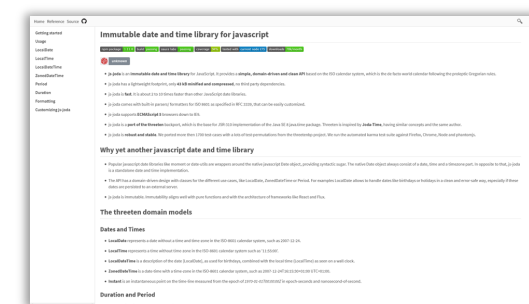 Home Reference Source
Getting started
Usage
LocalDate
LocalTime
LocalDateTime
ZonedDateTime
Period
Duration
Formatting
Customizing js-joda
Immutable date and time library for javascript
unknown
js-joda is an immutable date and time library for JavaScript. It provides a simple, domain-driven and clean API based on the ISO calendar system, which is the de facto world calendar following the proleptic Gregorian rules.
js-joda has a lightweight footprint, only 43 kB minified and compressed, no third party dependencies.
js-joda is fast. It is about 2 to 10 times faster than other JavaScript date libraries.
js-joda comes with built in parsers/formatters for ISO 8601 as specified in RFC 3339, that can be easily customized.
js-joda supports ECMAScript 5 browsers down to IE9.
js-joda is a port of the threeten backport, which is the base for JSR-310 implementation of the Java SE 8 java.time package. Threeten is inspired by Joda-Time, having similar concepts and the same author.
js-joda is robust and stable. We ported more than 1700 test cases with a lot of test permutations from the threetenbp project. We run the automated karma test suite against Firefox, Chrome, Node and phantomjs.
Why yet another javascript date and time library
Popular javascript date libraries like moment or date-utils are wrappers around the native javascript Date object, providing syntactic sugar. The native Date object always consist of a date, time and a timezone part. In opposite to that, js-joda
is a standalone date and time implementation.
The API has a domain-driven design with classes for the different use cases, like LocalDate, ZonedDateTime or Period. For examples LocalDate allows to handle dates like birthdays or holidays in a clean and error-safe way, especially if these
dates are persisted to an external server.
js-joda is immutable. Immutability aligns well with pure functions and with the architecture of frameworks like React and Flux.
The threeten domain models
Dates and Times
LocalDate represents a date without a time and time zone in the ISO-8601 calendar system, such as 2007-12-24.
LocalTime represents a time without time-zone in the ISO-8601 calendar system such as '11:55:00'.
LocalDateTime is a description of the date (LocalDate), as used for birthdays, combined with the local time (LocalTime) as seen on a wall clock.
ZonedDateTime is a date-time with a time-zone in the ISO-8601 calendar system, such as
Instant is an instantaneous point on the time-line measured from the epoch of 1970-01-01T00:00:00Z in epoch-seconds and nanosecond-of-second.
Duration and Period